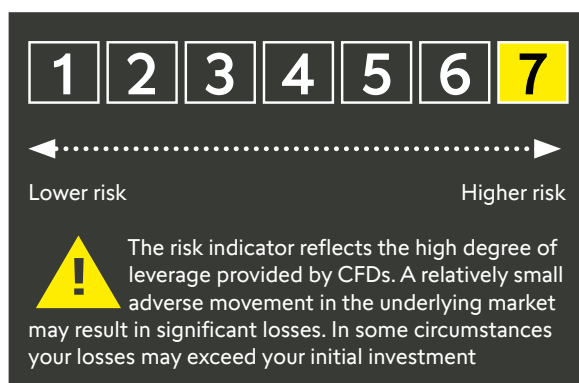 1 2 3 4 5 6 7
Lower risk Higher risk
!
The risk indicator reflects the high degree of
leverage provided by CFDs. A relatively small
adverse movement in the underlying market
may result in significant losses. In some circumstances
your losses may exceed your initial investment